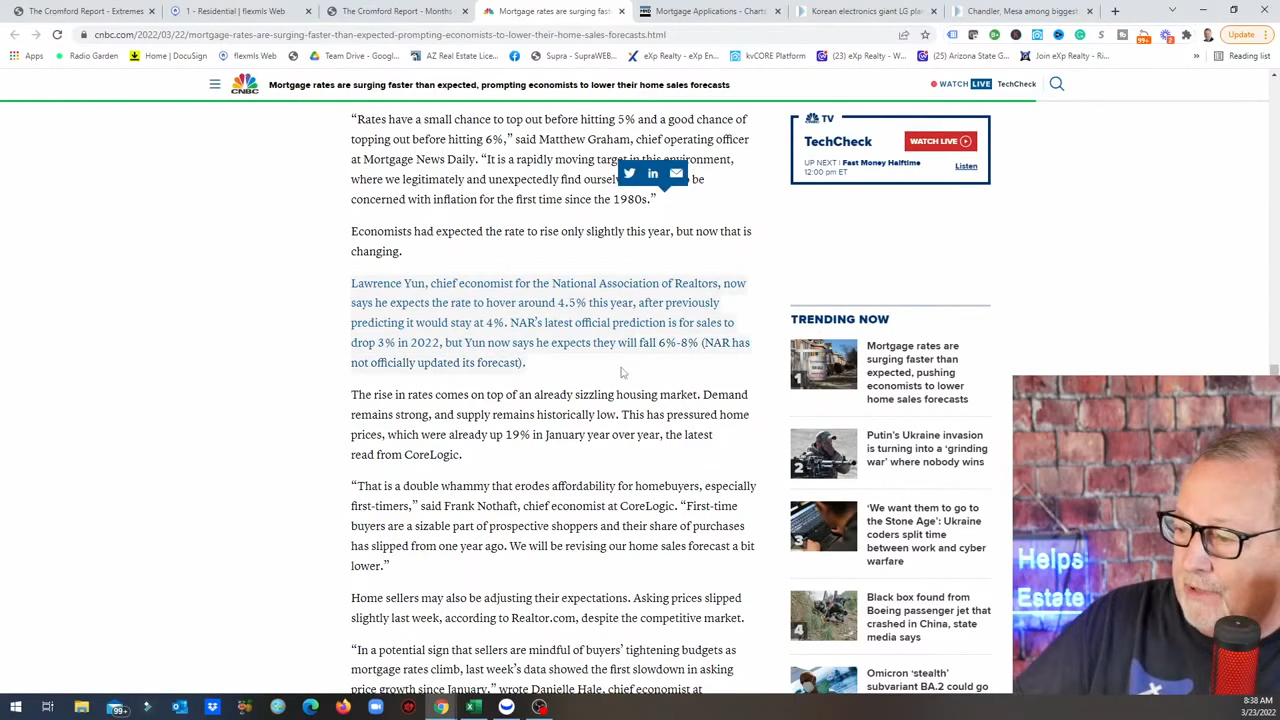 The Cromford Report - Extremes
1 - Residential | flexmls Web
The Cromford Report - Months
Mortgage rates are surging faste
Mortgage Applications - Charts
Korean electronics giant LG plan
Chandler, Mesa among biggest
cnbc.com/2022/03/22/mortgage-rates-are-surging-faster-than-expected-prompting-economists-to-lower-their-home-sales-forecasts.html
99+
Update
Apps
Radio Garden
Home | DocuSign
flexmls Web
Team Drive - Googl...
AZ Real Estate Lice...
Supra - SupraWEB...
eXp Realty - eXp En...
kvCORE Platform
(23) eXp Realty - W...
(25) Arizona State G...
Join eXp Realty - Ri...
»
Reading list
CNBC
Mortgage rates are surging faster than expected, prompting economists to lower their home sales forecasts
WATCH LIVE
TechCheck
“Rates have a small chance to top out before hitting 5% and a good chance of
topping out before hitting 6%,” said Matthew Graham, chief operating officer
at Mortgage News Daily. “It is a rapidly moving target in this environment,
where we legitimately and unexpectedly find oursel be
concerned with inflation for the first time since the 1980s.”
Economists had expected the rate to rise only slightly this year, but now that is
changing.
Lawrence Yun, chief economist for the National Association of Realtors, now
says he expects the rate to hover around 4.5% this year, after previously
predicting it would stay at 4%. NAR’s latest official prediction is for sales to
drop 3% in 2022, but Yun now says he expects they will fall 6%-8% (NAR has
not officially updated its forecast).
The rise in rates comes on top of an already sizzling housing market. Demand
remains strong, and supply remains historically low. This has pressured home
prices, which were already up 19% in January year over year, the latest
read from CoreLogic.
“That is a double whammy that erodes affordability for homebuyers, especially
first-timers,” said Frank Nothaft, chief economist at CoreLogic. “First-time
buyers are a sizable part of prospective shoppers and their share of purchases
has slipped from one year ago. We will be revising our home sales forecast a bit
lower.”
Home sellers may also be adjusting their expectations. Asking prices slipped
slightly last week, according to Realtor.com, despite the competitive market.
“In a potential sign that sellers are mindful of buyers’ tightening budgets as
mortgage rates climb, last week’s data showed the first slowdown in asking
price growth since January,” wrote Danielle Hale, chief economist at
TV
TechCheck
WATCH LIVE
UP NEXT | Fast Money Halftime
12:00 pm ET
Listen
TRENDING NOW
1
Mortgage rates are
surging faster than
expected, pushing
economists to lower
home sales forecasts
2
Putin’s Ukraine invasion
is turning into a ‘grinding
war’ where nobody wins
3
‘We want them to go to
the Stone Age’: Ukraine
coders split time
between work and cyber
warfare
4
Black box found from
Boeing passenger jet that
crashed in China, state
media says
Omicron ‘stealth’
subvariant BA.2 could go
Helps
Estate
99+
8:38 AM
3/23/2022